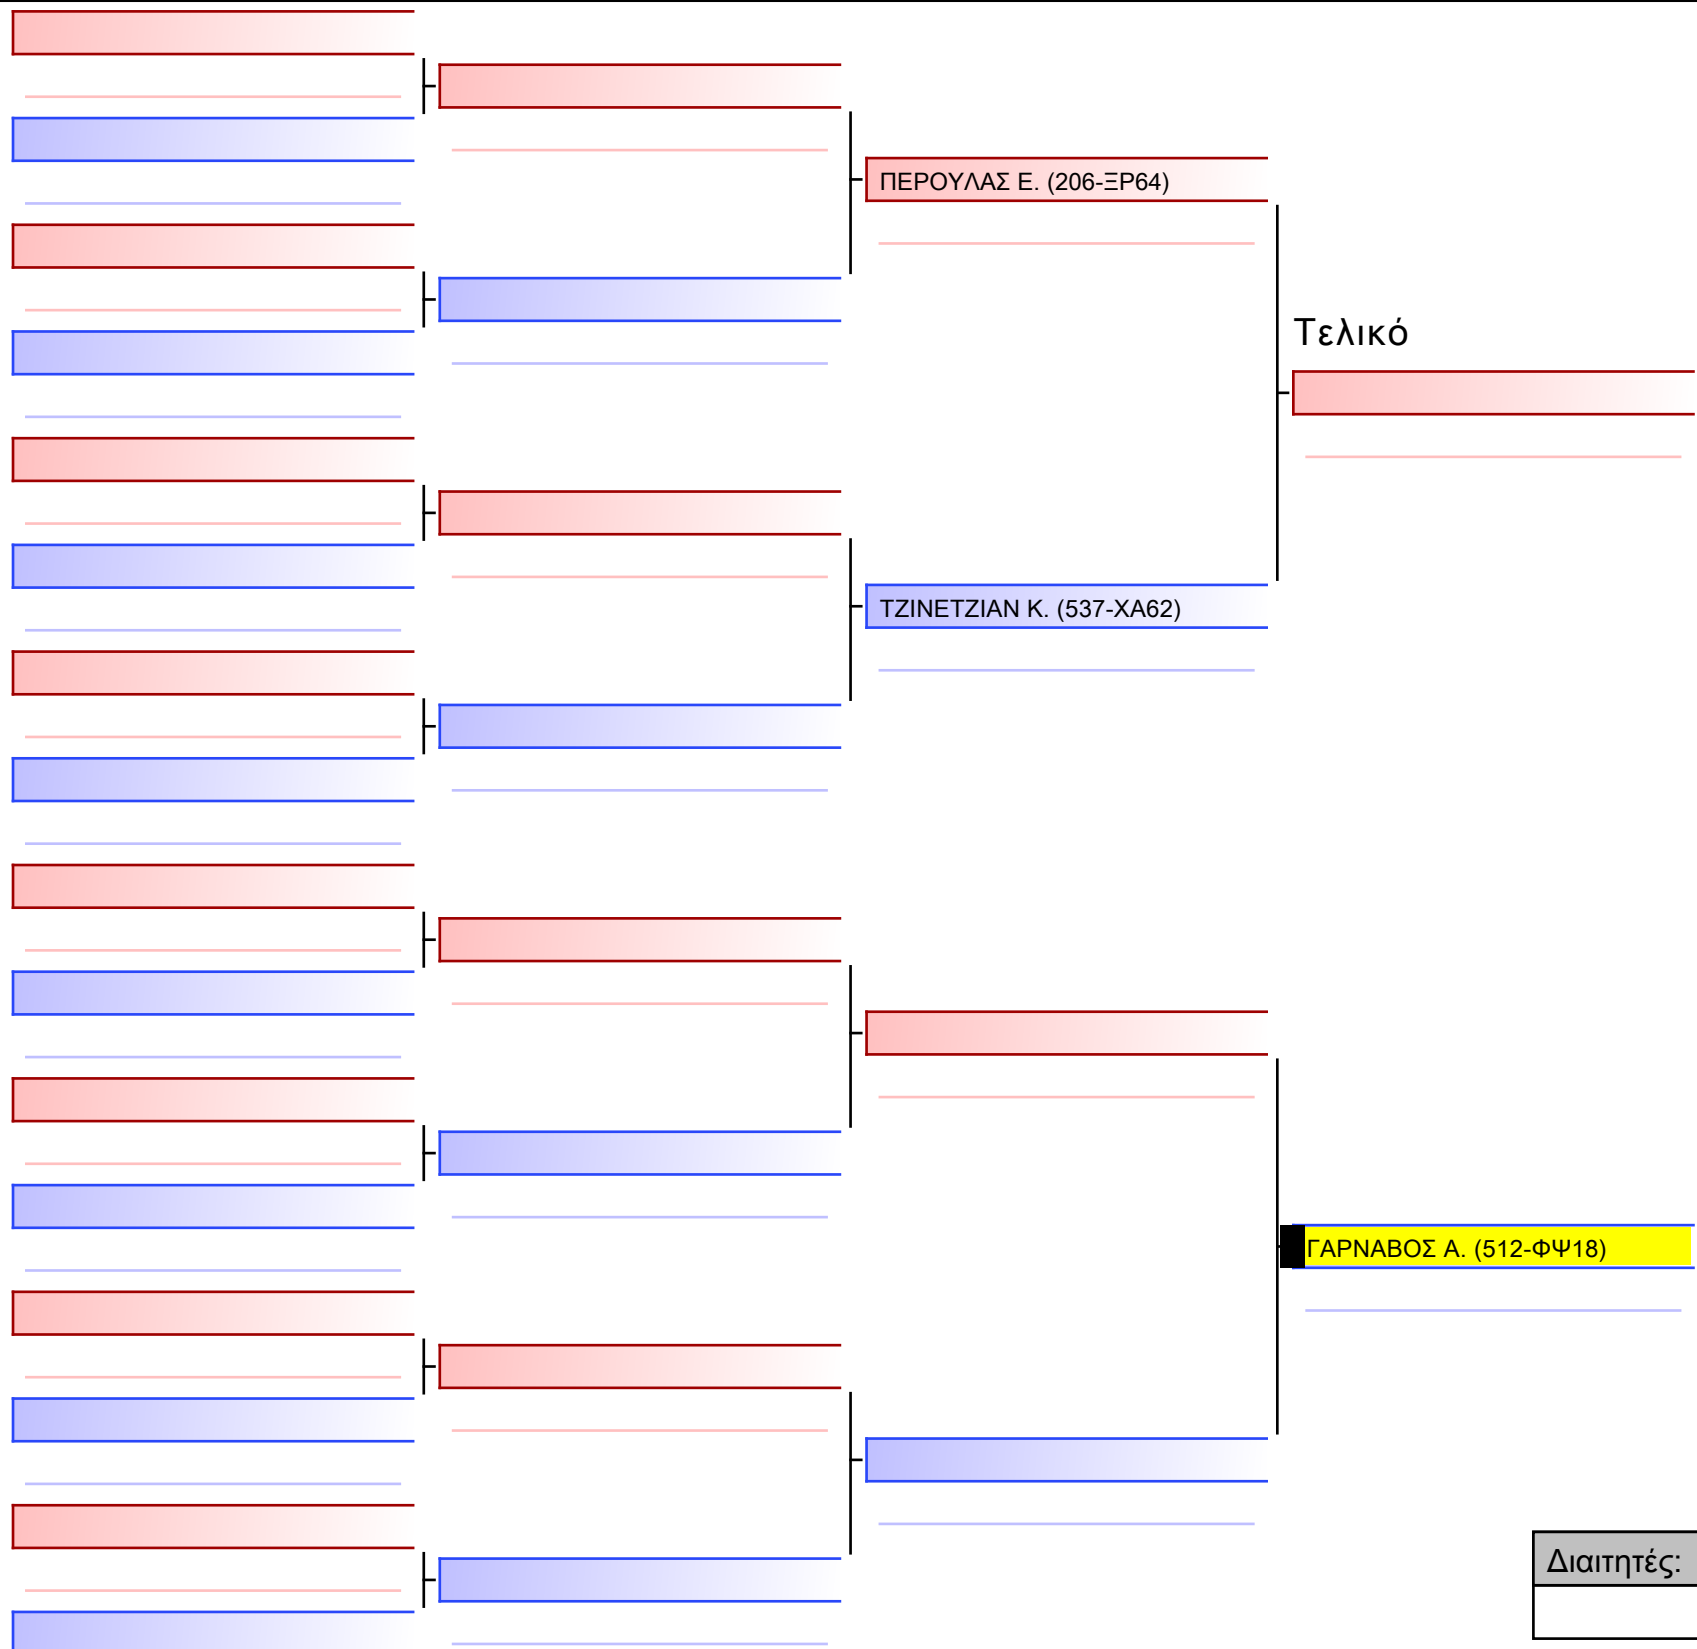 ΠΕΡΟΥΛΑΣ Ε. (206-ΞΡ64)
Τελικό
ΤΖΙΝΕΤΖΙΑΝ Κ. (537-ΧΑ62)
ΓΑΡΝΑΒΟΣ Α. (512-ΦΨ18)
Διαιτητές: